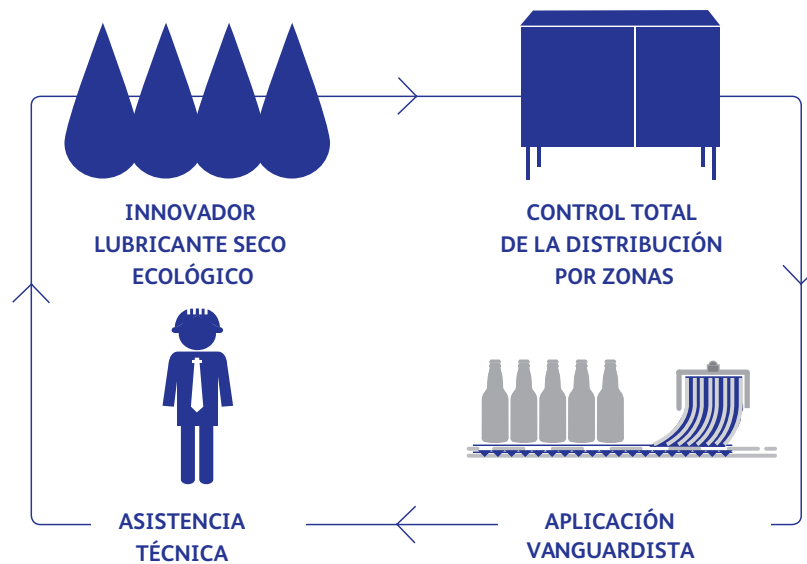 INNOVADOR
LUBRICANTE SECO
ECOLÓGICO
CONTROL TOTAL
DE LA DISTRIBUCIÓN
POR ZONAS
ASISTENCIA
TÉCNICA
APLICACIÓN
VANGUARDISTA